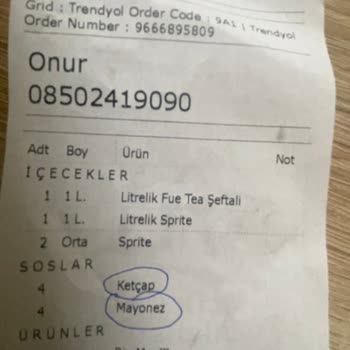 Grid : Trendyol Order Code : 9A1 | Trendyol
Order Number : 9666895809
Onur
08502419090
Adt Boy Ürün Not
İÇECEKLER
1 1 L. Litrelik Fue Tea Şeftali
1 1 L. Litrelik Sprite
2 Orta Sprite
SOSLAR
4 Ketçap
4 Mayonez
ÜRÜNLER